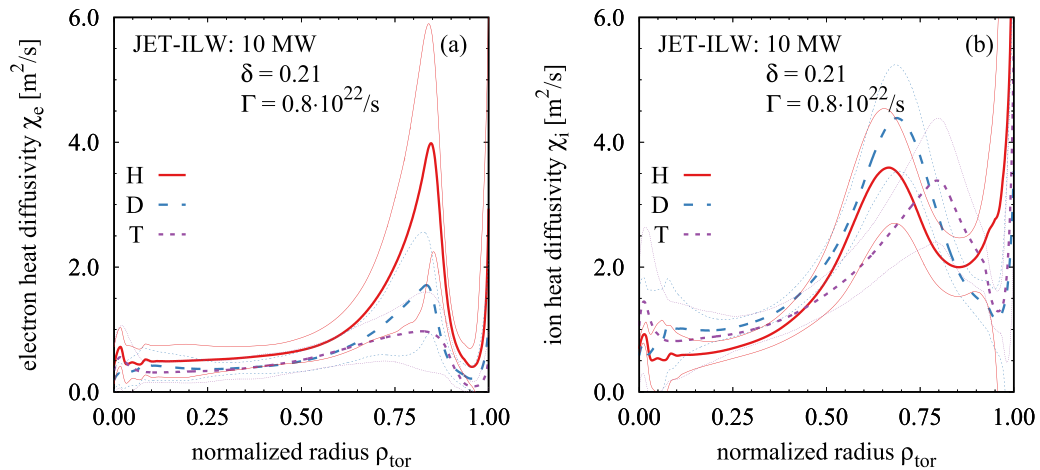 electron heat diffusivity χe [m²/s]
6.0
4.0
2.0
0.0
JET-ILW: 10 MW
(a)
δ = 0.21
Γ = 0.8·10²²/s
H
D
T
0.00 0.25 0.50 0.75 1.00
normalized radius ρtor
ion heat diffusivity χi [m²/s]
6.0
4.0
2.0
0.0
JET-ILW: 10 MW
(b)
δ = 0.21
Γ = 0.8·10²²/s
H
D
T
0.00 0.25 0.50 0.75 1.00
normalized radius ρtor